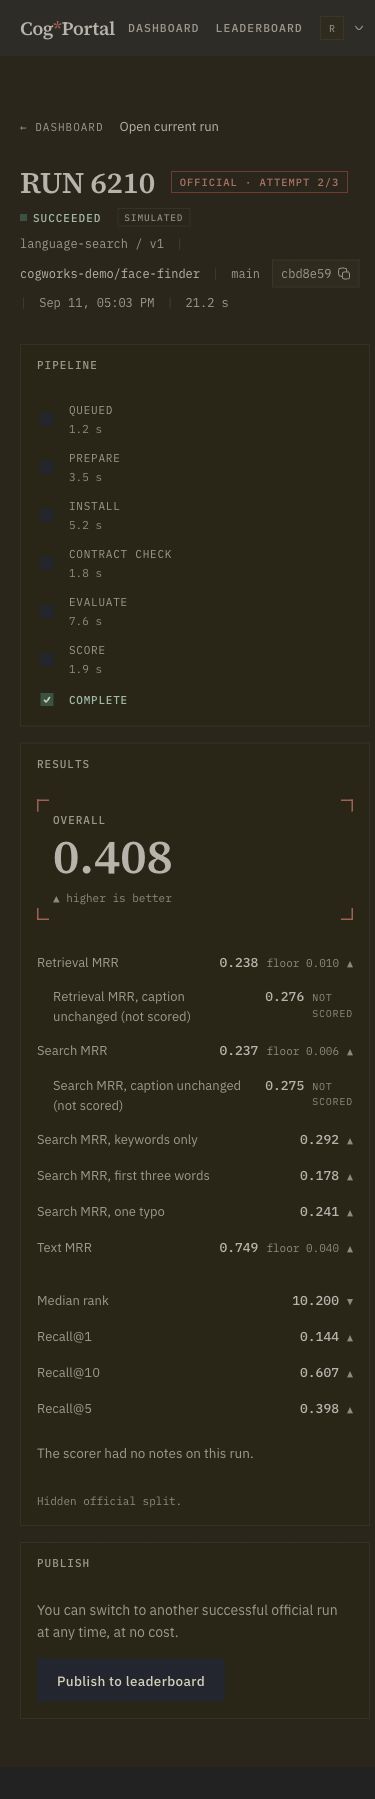 Cog*Portal DASHBOARD LEADERBOARD R
← DASHBOARD Open current run
RUN 6210 OFFICIAL · ATTEMPT 2/3
SUCCEEDED SIMULATED
language-search / v1 |
cogworks-demo/face-finder | main cbd8e59
| Sep 11, 05:03 PM | 21.2 s
PIPELINE
QUEUED
1.2 s
PREPARE
3.5 s
INSTALL
5.2 s
CONTRACT CHECK
1.8 s
EVALUATE
7.6 s
SCORE
1.9 s
COMPLETE
RESULTS
OVERALL
0.408
▲ higher is better
Retrieval MRR 0.238 floor 0.010 ▲
Retrieval MRR, caption 0.276 NOT
unchanged (not scored) SCORED
Search MRR 0.237 floor 0.006 ▲
Search MRR, caption unchanged 0.275 NOT
(not scored) SCORED
Search MRR, keywords only 0.292 ▲
Search MRR, first three words 0.178 ▲
Search MRR, one typo 0.241 ▲
Text MRR 0.749 floor 0.040 ▲
Median rank 10.200 ▼
Recall@1 0.144 ▲
Recall@10 0.607 ▲
Recall@5 0.398 ▲
The scorer had no notes on this run.
Hidden official split.
PUBLISH
You can switch to another successful official run
at any time, at no cost.
Publish to leaderboard